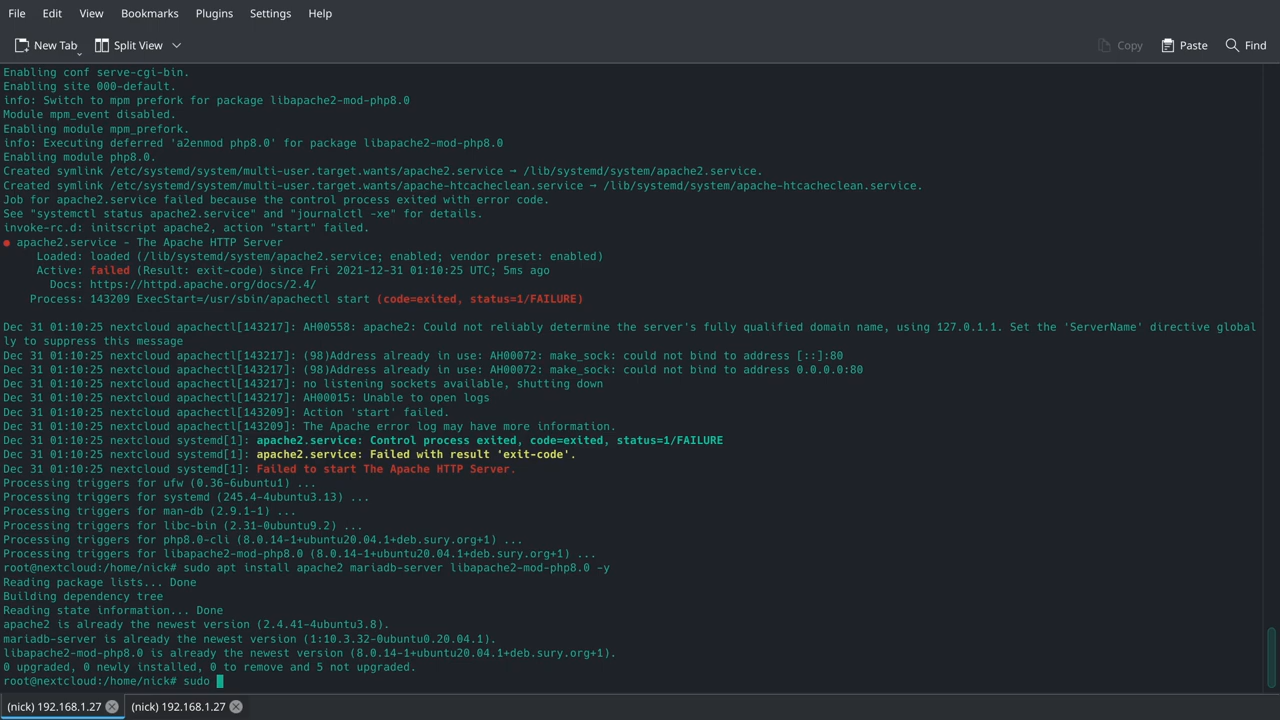 File Edit View Bookmarks Plugins Settings Help
New Tab Split View Copy Paste Find
Enabling conf serve-cgi-bin.
Enabling site 000-default.
info: Switch to mpm prefork for package libapache2-mod-php8.0
Module mpm_event disabled.
Enabling module mpm_prefork.
info: Executing deferred 'a2enmod php8.0' for package libapache2-mod-php8.0
Enabling module php8.0.
Created symlink /etc/systemd/system/multi-user.target.wants/apache2.service → /lib/systemd/system/apache2.service.
Created symlink /etc/systemd/system/multi-user.target.wants/apache-htcacheclean.service → /lib/systemd/system/apache-htcacheclean.service.
Job for apache2.service failed because the control process exited with error code.
See "systemctl status apache2.service" and "journalctl -xe" for details.
invoke-rc.d: initscript apache2, action "start" failed.
● apache2.service - The Apache HTTP Server
Loaded: loaded (/lib/systemd/system/apache2.service; enabled; vendor preset: enabled)
Active: failed (Result: exit-code) since Fri 2021-12-31 01:10:25 UTC; 5ms ago
Docs: https://httpd.apache.org/docs/2.4/
Process: 143209 ExecStart=/usr/sbin/apachectl start (code=exited, status=1/FAILURE)
Dec 31 01:10:25 nextcloud apachectl[143217]: AH00558: apache2: Could not reliably determine the server's fully qualified domain name, using 127.0.1.1. Set the 'ServerName' directive global
ly to suppress this message
Dec 31 01:10:25 nextcloud apachectl[143217]: (98)Address already in use: AH00072: make_sock: could not bind to address [::]:80
Dec 31 01:10:25 nextcloud apachectl[143217]: (98)Address already in use: AH00072: make_sock: could not bind to address 0.0.0.0:80
Dec 31 01:10:25 nextcloud apachectl[143217]: no listening sockets available, shutting down
Dec 31 01:10:25 nextcloud apachectl[143217]: AH00015: Unable to open logs
Dec 31 01:10:25 nextcloud apachectl[143209]: Action 'start' failed.
Dec 31 01:10:25 nextcloud apachectl[143209]: The Apache error log may have more information.
Dec 31 01:10:25 nextcloud systemd[1]: apache2.service: Control process exited, code=exited, status=1/FAILURE
Dec 31 01:10:25 nextcloud systemd[1]: apache2.service: Failed with result 'exit-code'.
Dec 31 01:10:25 nextcloud systemd[1]: Failed to start The Apache HTTP Server.
Processing triggers for ufw (0.36-6ubuntu1) ...
Processing triggers for systemd (245.4-4ubuntu3.13) ...
Processing triggers for man-db (2.9.1-1) ...
Processing triggers for libc-bin (2.31-0ubuntu9.2) ...
Processing triggers for php8.0-cli (8.0.14-1+ubuntu20.04.1+deb.sury.org+1) ...
Processing triggers for libapache2-mod-php8.0 (8.0.14-1+ubuntu20.04.1+deb.sury.org+1) ...
root@nextcloud:/home/nick# sudo apt install apache2 mariadb-server libapache2-mod-php8.0 -y
Reading package lists... Done
Building dependency tree
Reading state information... Done
apache2 is already the newest version (2.4.41-4ubuntu3.8).
mariadb-server is already the newest version (1:10.3.32-0ubuntu0.20.04.1).
libapache2-mod-php8.0 is already the newest version (8.0.14-1+ubuntu20.04.1+deb.sury.org+1).
0 upgraded, 0 newly installed, 0 to remove and 5 not upgraded.
root@nextcloud:/home/nick# sudo
(nick) 192.168.1.27 (nick) 192.168.1.27